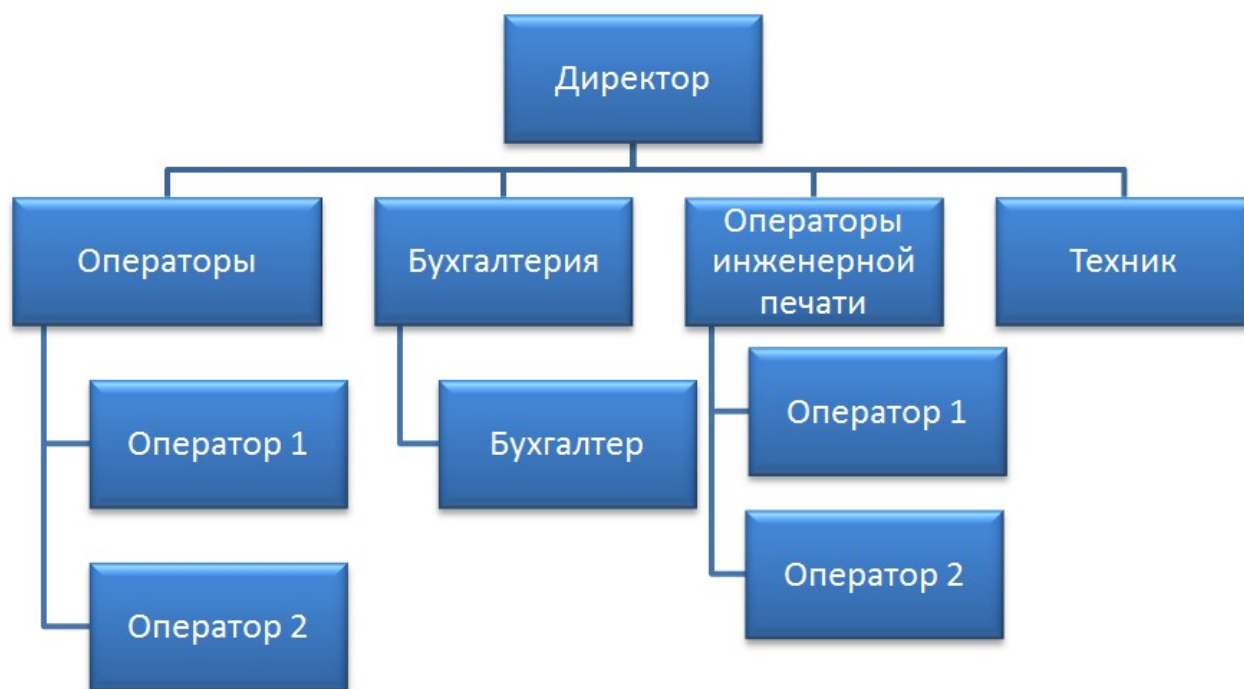 Директор
Операторы
Бухгалтерия
Операторы
инженерной
печати
Техник
Оператор 1
Оператор 2
Бухгалтер
Оператор 1
Оператор 2